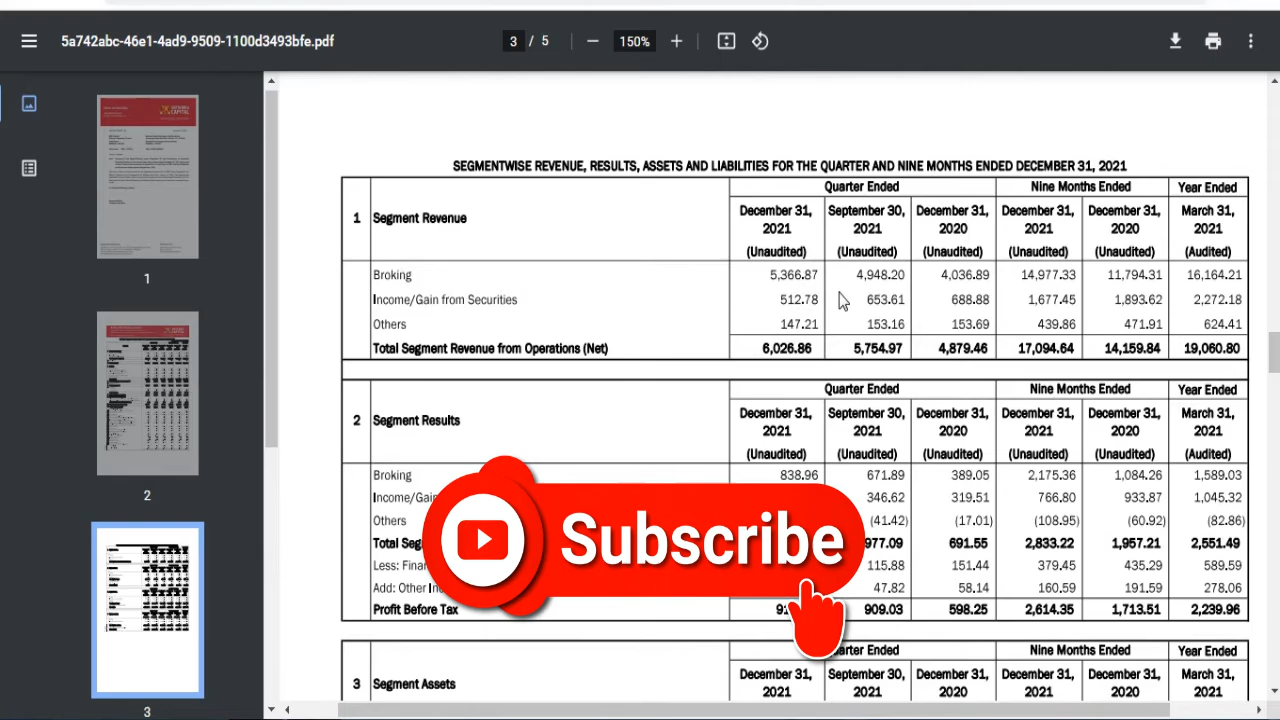 5a742abc-46e1-4ad9-9509-1100d3493bfe.pdf 3 / 5 150%
SEGMENTWISE REVENUE, RESULTS, ASSETS AND LIABILITIES FOR THE QUARTER AND NINE MONTHS ENDED DECEMBER 31, 2021
1 Segment Revenue Quarter Ended Nine Months Ended Year Ended
December 31, 2021 (Unaudited) September 30, 2021 (Unaudited) December 31, 2020 (Unaudited) December 31, 2021 (Unaudited) December 31, 2020 (Unaudited) March 31, 2021 (Audited)
Broking 5,366.87 4,948.20 4,036.89 14,977.33 11,794.31 16,164.21
Income/Gain from Securities 512.78 653.61 688.88 1,677.45 1,893.62 2,272.18
Others 147.21 153.16 153.69 439.86 471.91 624.41
Total Segment Revenue from Operations (Net) 6,026.86 5,754.97 4,879.46 17,094.64 14,159.84 19,060.80
2 Segment Results Quarter Ended Nine Months Ended Year Ended
December 31, 2021 (Unaudited) September 30, 2021 (Unaudited) December 31, 2020 (Unaudited) December 31, 2021 (Unaudited) December 31, 2020 (Unaudited) March 31, 2021 (Audited)
Broking 838.96 671.89 389.05 2,175.36 1,084.26 1,589.03
Income/Gain 346.62 319.51 766.80 933.87 1,045.32
Others (41.42) (17.01) (108.95) (60.92) (82.86)
Total 977.09 691.55 2,833.22 1,957.21 2,551.49
Less: 115.88 151.44 379.45 435.29 589.59
Add: Other 47.82 58.14 160.59 191.59 278.06
Profit Before Tax 909.03 598.25 2,614.35 1,713.51 2,239.96
Subscribe
3 Segment Assets Quarter Ended Nine Months Ended Year Ended
December 31, 2021 September 30, 2021 December 31, 2020 December 31, 2021 December 31, 2020 March 31, 2021
1
2
3